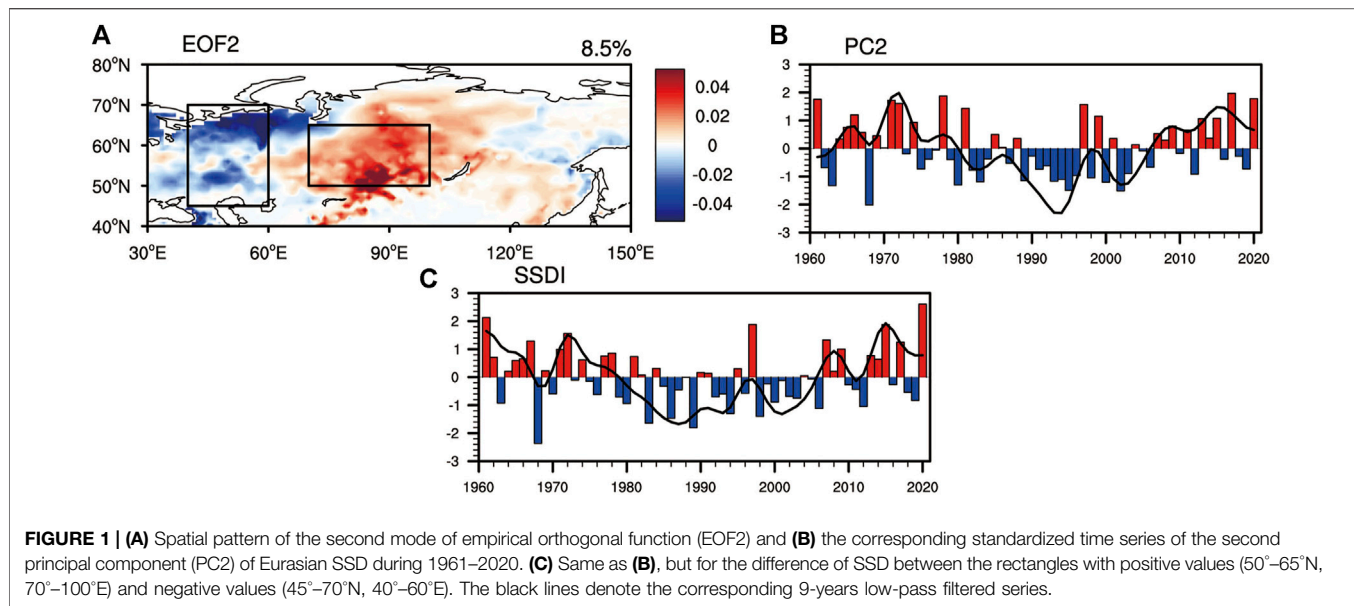 A
EOF2
8.5%
80°N
70°N
60°N
50°N
40°N
30°E
60°E
90°E
120°E
150°E
0.04
0.02
0
-0.02
-0.04
B
PC2
3
2
1
0
-1
-2
-3
1960
1970
1980
1990
2000
2010
2020
C
SSDI
3
2
1
0
-1
-2
-3
1960
1970
1980
1990
2000
2010
2020
FIGURE 1 | (A) Spatial pattern of the second mode of empirical orthogonal function (EOF2) and (B) the corresponding standardized time series of the second
principal component (PC2) of Eurasian SSD during 1961–2020. (C) Same as (B), but for the difference of SSD between the rectangles with positive values (50°–65°N,
70°–100°E) and negative values (45°–70°N, 40°–60°E). The black lines denote the corresponding 9-years low-pass filtered series.